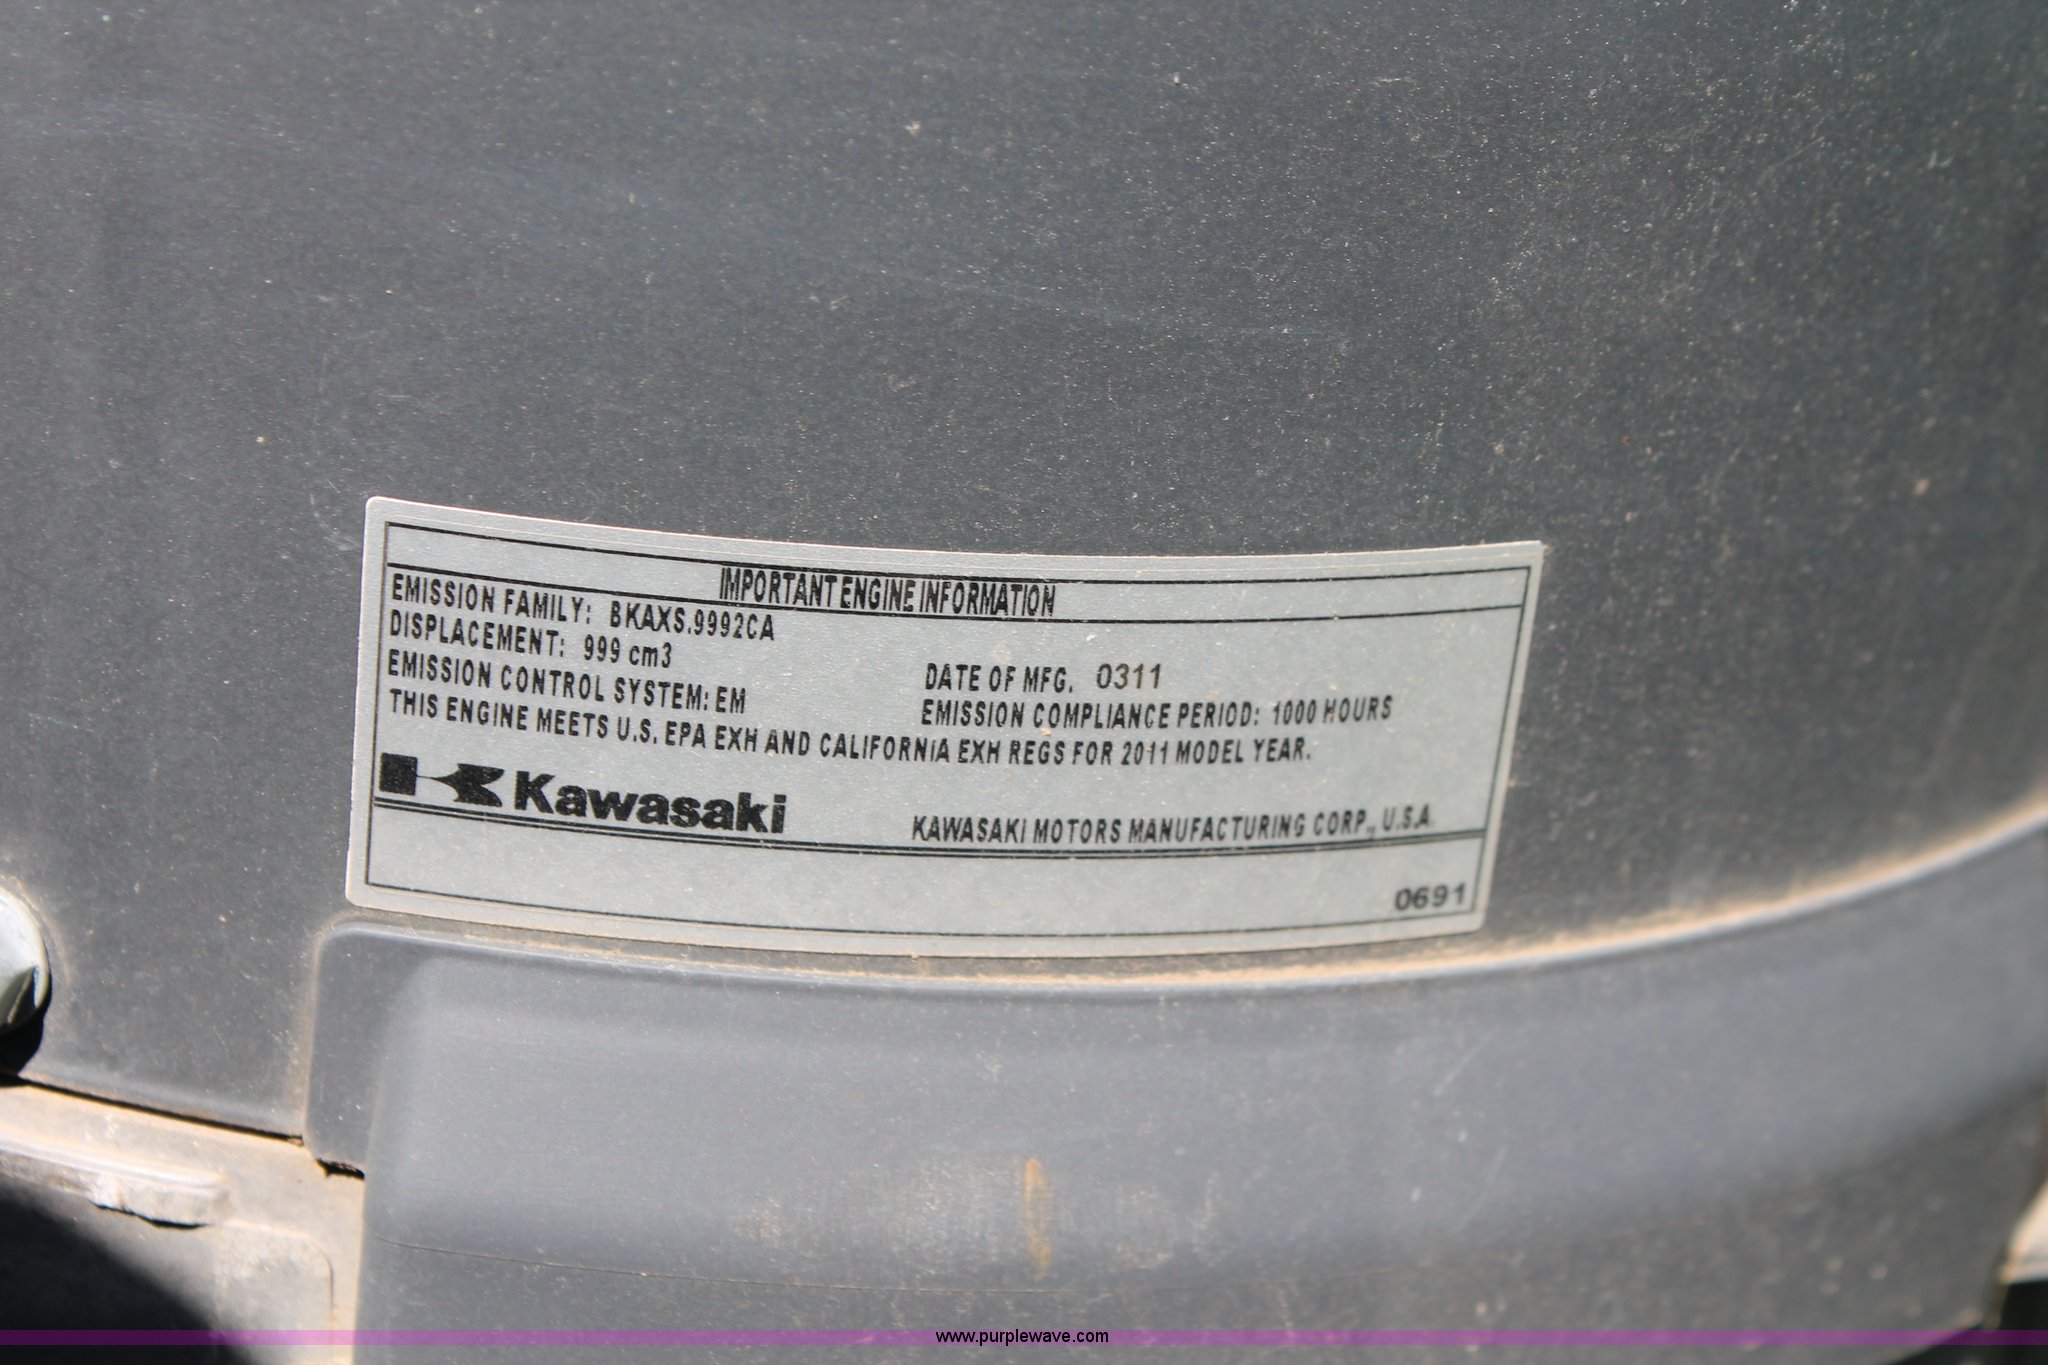 IMPORTANT ENGINE INFORMATION
EMISSION FAMILY: BKAXS.9992CA
DISPLACEMENT: 999 cm3
DATE OF MFG. 0311
EMISSION CONTROL SYSTEM: EM
EMISSION COMPLIANCE PERIOD: 1000 HOURS
THIS ENGINE MEETS U.S. EPA EXH AND CALIFORNIA EXH REGS FOR 2011 MODEL YEAR.
Kawasaki
KAWASAKI MOTORS MANUFACTURING CORP., U.S.A.
0691
www.purplewave.com